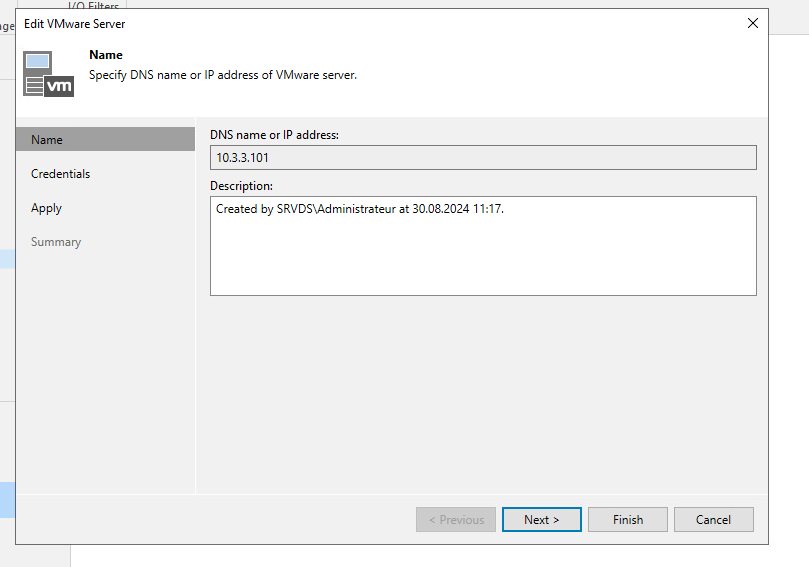 I/O Filters
Edit VMware Server
Name
Specify DNS name or IP address of VMware server.
vm
Name
Credentials
Apply
Summary
DNS name or IP address:
10.3.3.101
Description:
Created by SRVDS\Administrateur at 30.08.2024 11:17.
< Previous
Next >
Finish
Cancel